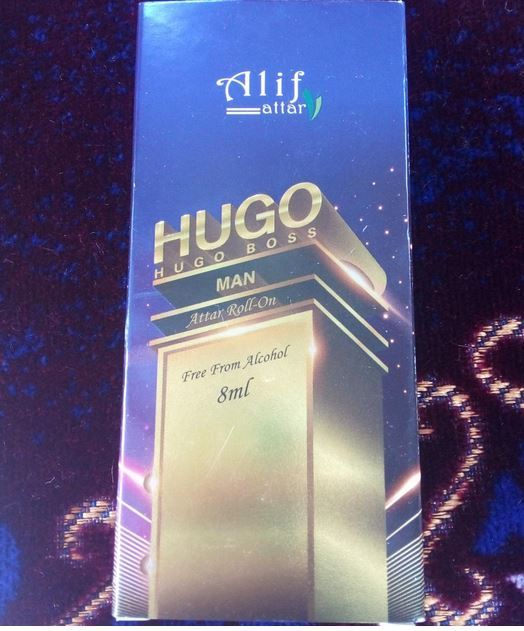 Alif
attar
HUGO
HUGO BOSS
MAN
Attar Roll-On
Free From Alcohol
8ml